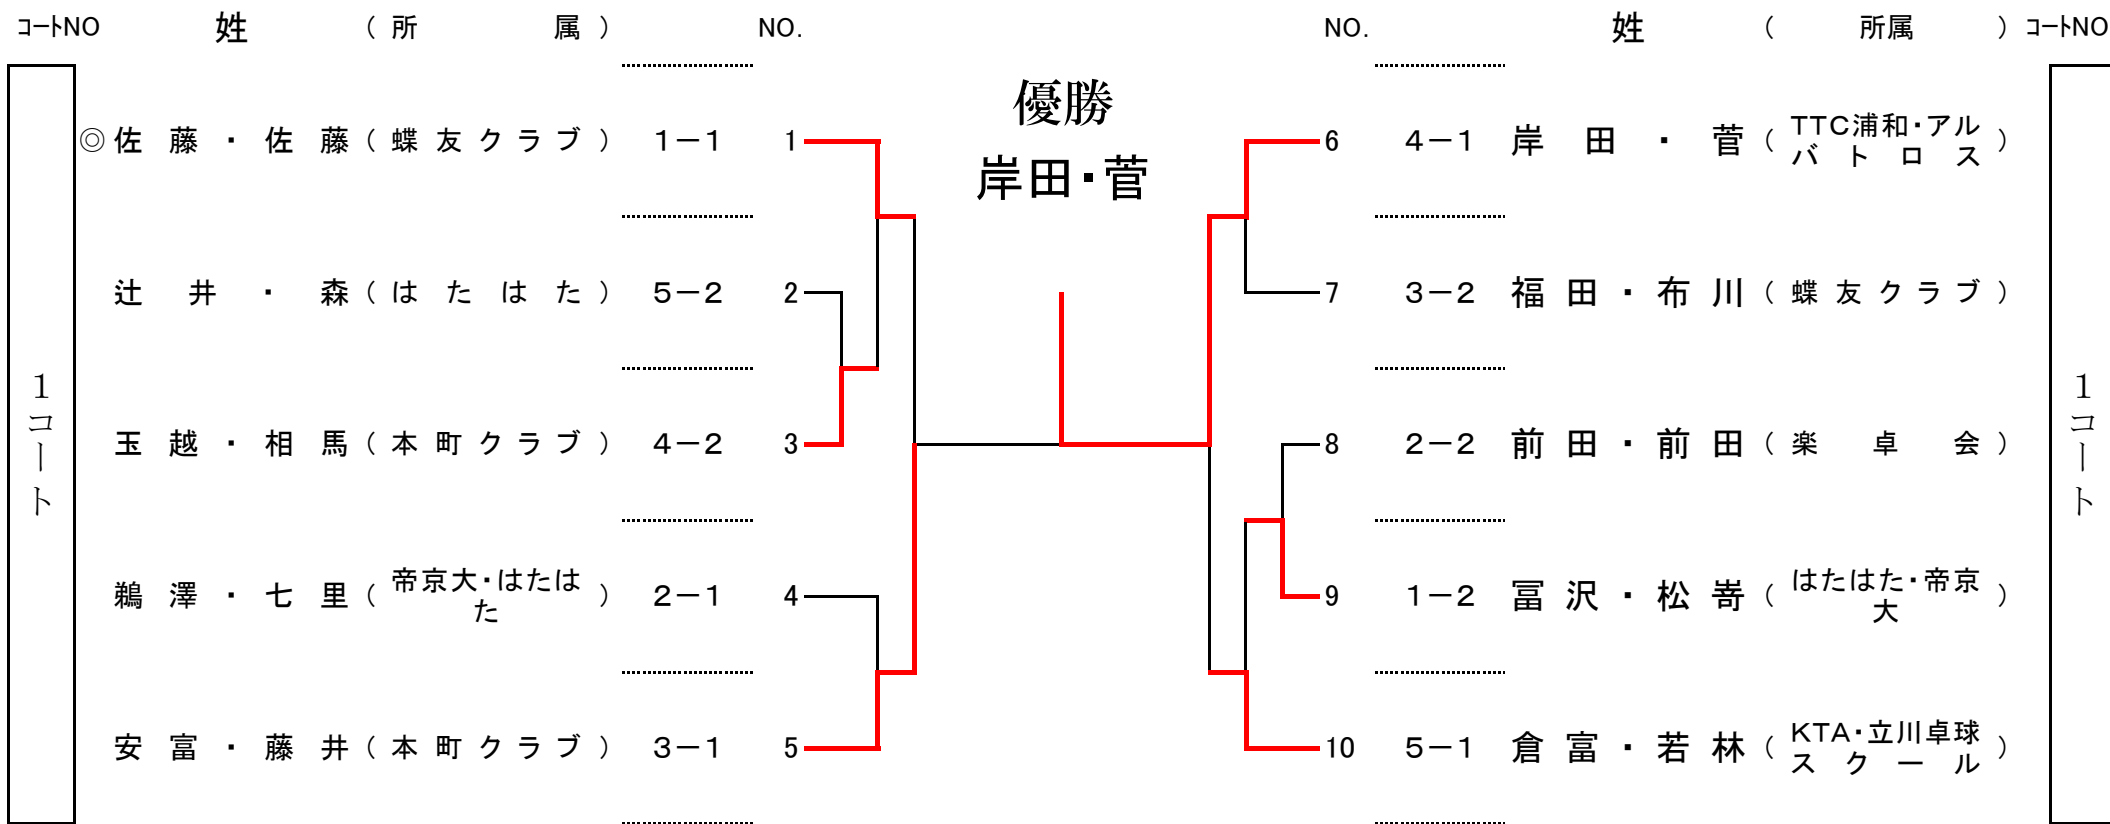 コートNO 姓 （所属） NO. NO. 姓 （所属） コートNO
優勝
岸田・菅
1コート
◎佐藤・佐藤（蝶友クラブ） 1－1 1
辻井・森（はたはた） 5－2 2
玉越・相馬（本町クラブ） 4－2 3
鵜澤・七里（帝京大・はたは
た） 2－1 4
安富・藤井（本町クラブ） 3－1 5
6 4－1 岸田・菅（TTC浦和・アル
バトロス）
7 3－2 福田・布川（蝶友クラブ）
8 2－2 前田・前田（楽卓会）
9 1－2 冨沢・松嵜（はたはた・帝京
大）
10 5－1 倉富・若林（KTA・立川卓球
スクール）
1コート